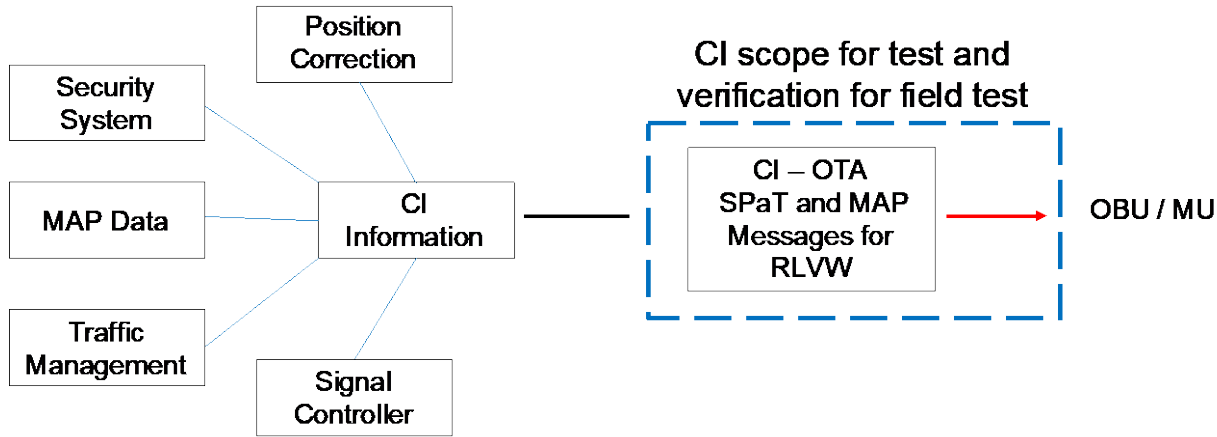 Position
Correction
Security
System
MAP Data
Traffic
Management
Signal
Controller
CI
Information
CI scope for test and
verification for field test
CI – OTA
SPaT and MAP
Messages for
RLVW
OBU / MU